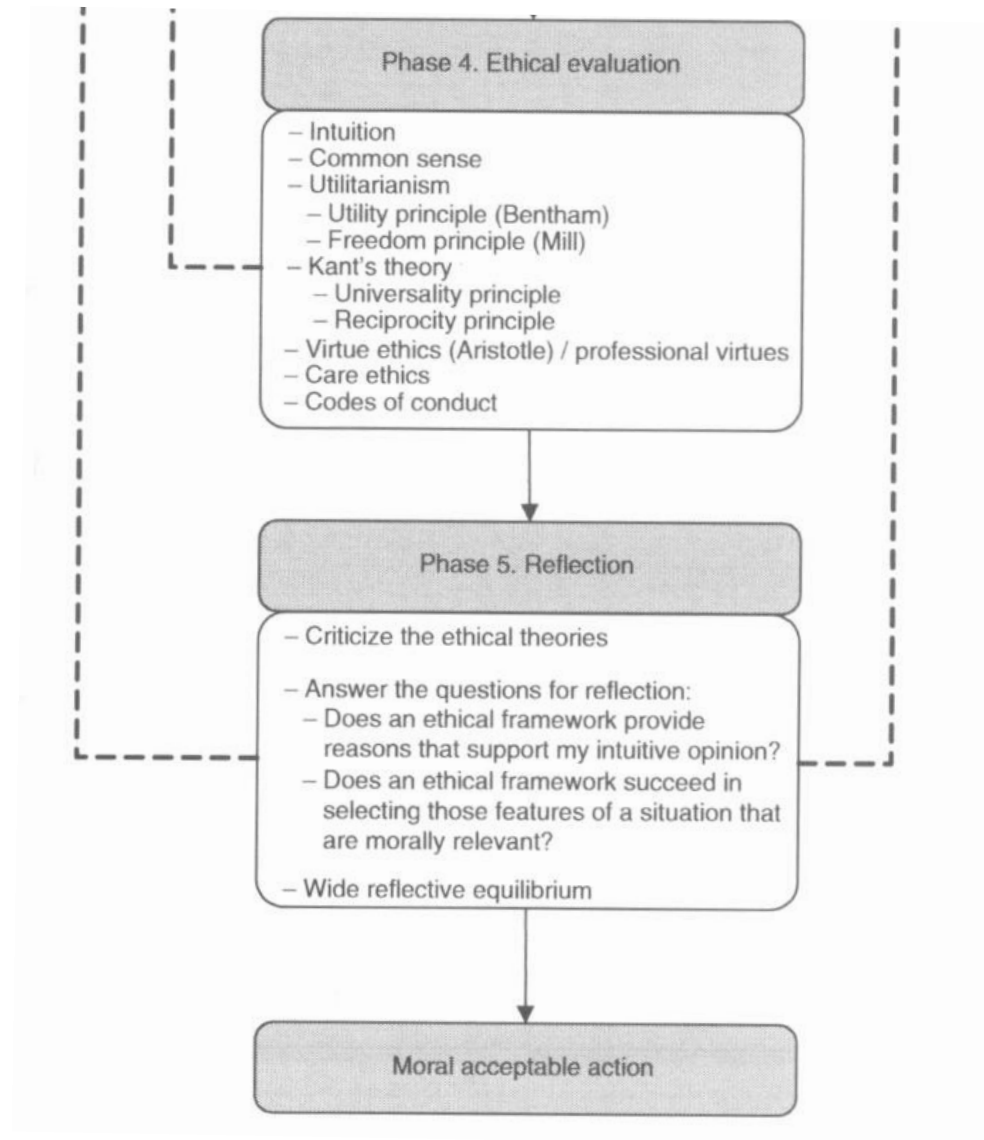 Phase 4. Ethical evaluation
– Intuition
– Common sense
– Utilitarianism
– Utility principle (Bentham)
– Freedom principle (Mill)
– Kant's theory
– Universality principle
– Reciprocity principle
– Virtue ethics (Aristotle) / professional virtues
– Care ethics
– Codes of conduct
Phase 5. Reflection
– Criticize the ethical theories
– Answer the questions for reflection:
– Does an ethical framework provide
reasons that support my intuitive opinion?
– Does an ethical framework succeed in
selecting those features of a situation that
are morally relevant?
– Wide reflective equilibrium
Moral acceptable action